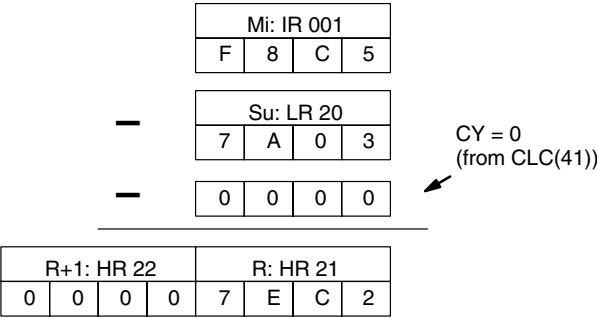 Mi: IR 001
F 8 C 5
Su: LR 20
– 7 A 0 3
CY = 0
(from CLC(41))
– 0 0 0 0
R+1: HR 22 R: HR 21
0 0 0 0 7 E C 2